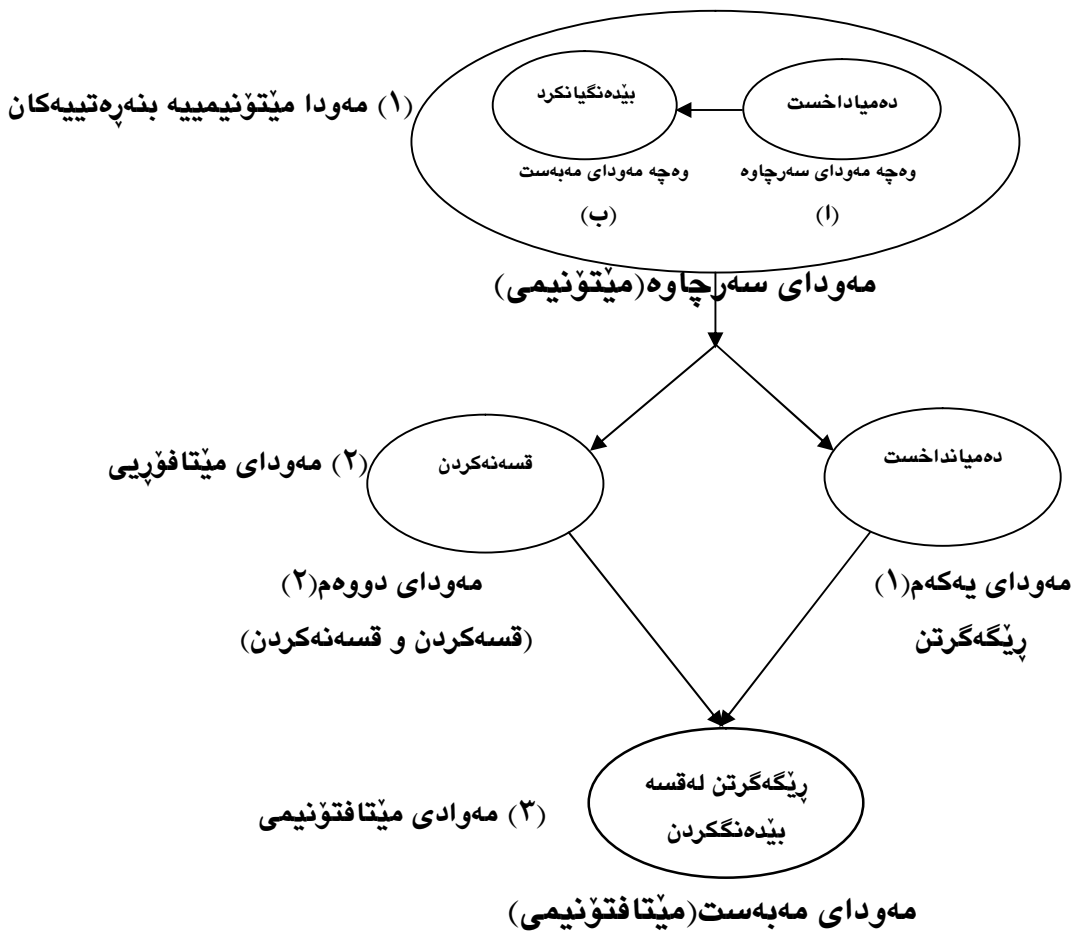 (١) مەودا مێتۆنیمییە بنەڕەتییەکان
دەمیاداخست
بێدەنگیانکرد
وەچە مەودای سەرچاوە
وەچە مەودای مەبەست
(ا)
(ب)
مەودای سەرچاوە(مێتۆنیمی)
(٢) مەودای مێتافۆڕیی
دەمیانداخست
قسەنەکردن
مەودای یەکەم(١)
مەودای دووەم(٢)
ڕێگەگرتن
(قسەکردن و قسەنەکردن)
(٣) مەوادی مێتافتۆنیمی
ڕێگەگرتن لەقسە
بێدەنگکردن
مەودای مەبەست(مێتافتۆنیمی)